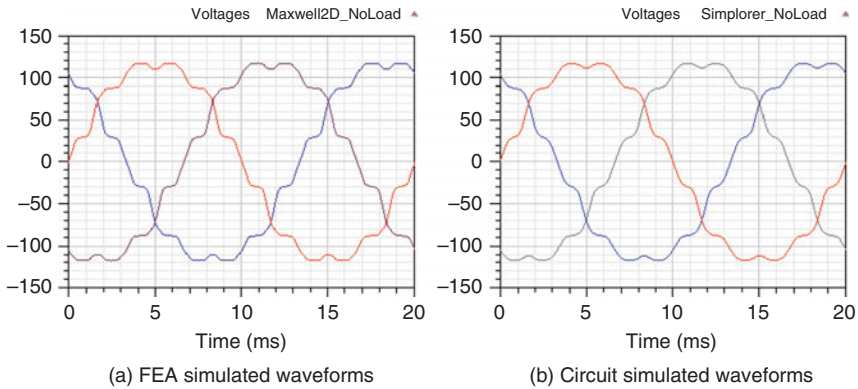 Voltages Maxwell2D_NoLoad
150
100
50
0
–50
–100
–150
0 5 10 15 20
Time (ms)
(a) FEA simulated waveforms
Voltages Simplorer_NoLoad
150
100
50
0
–50
–100
–150
0 5 10 15 20
Time (ms)
(b) Circuit simulated waveforms